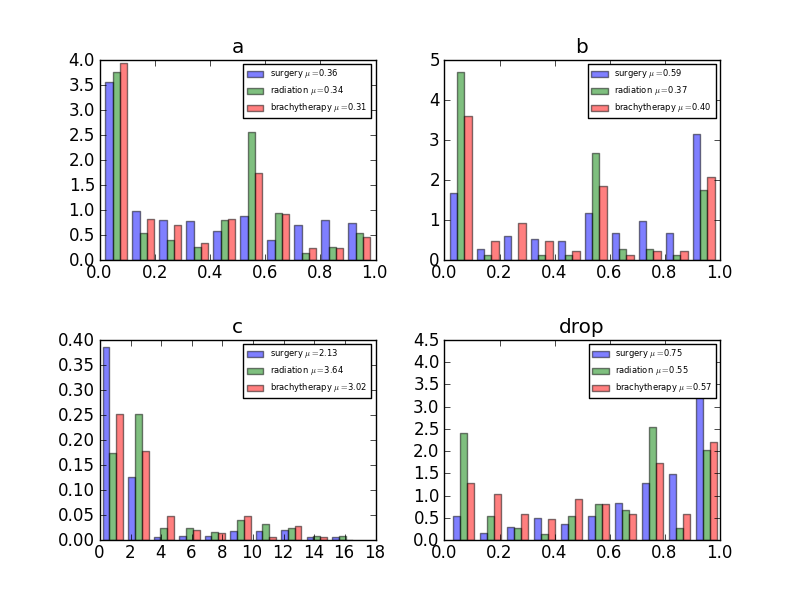 a
4.0
3.5
3.0
2.5
2.0
1.5
1.0
0.5
0.0
0.0 0.2 0.4 0.6 0.8 1.0
surgery μ=0.36
radiation μ=0.34
brachytherapy μ=0.31
b
5
4
3
2
1
0
0.0 0.2 0.4 0.6 0.8 1.0
surgery μ=0.59
radiation μ=0.37
brachytherapy μ=0.40
c
0.40
0.35
0.30
0.25
0.20
0.15
0.10
0.05
0.00
0 2 4 6 8 10 12 14 16 18
surgery μ=2.13
radiation μ=3.64
brachytherapy μ=3.02
drop
4.5
4.0
3.5
3.0
2.5
2.0
1.5
1.0
0.5
0.0
0.0 0.2 0.4 0.6 0.8 1.0
surgery μ=0.75
radiation μ=0.55
brachytherapy μ=0.57